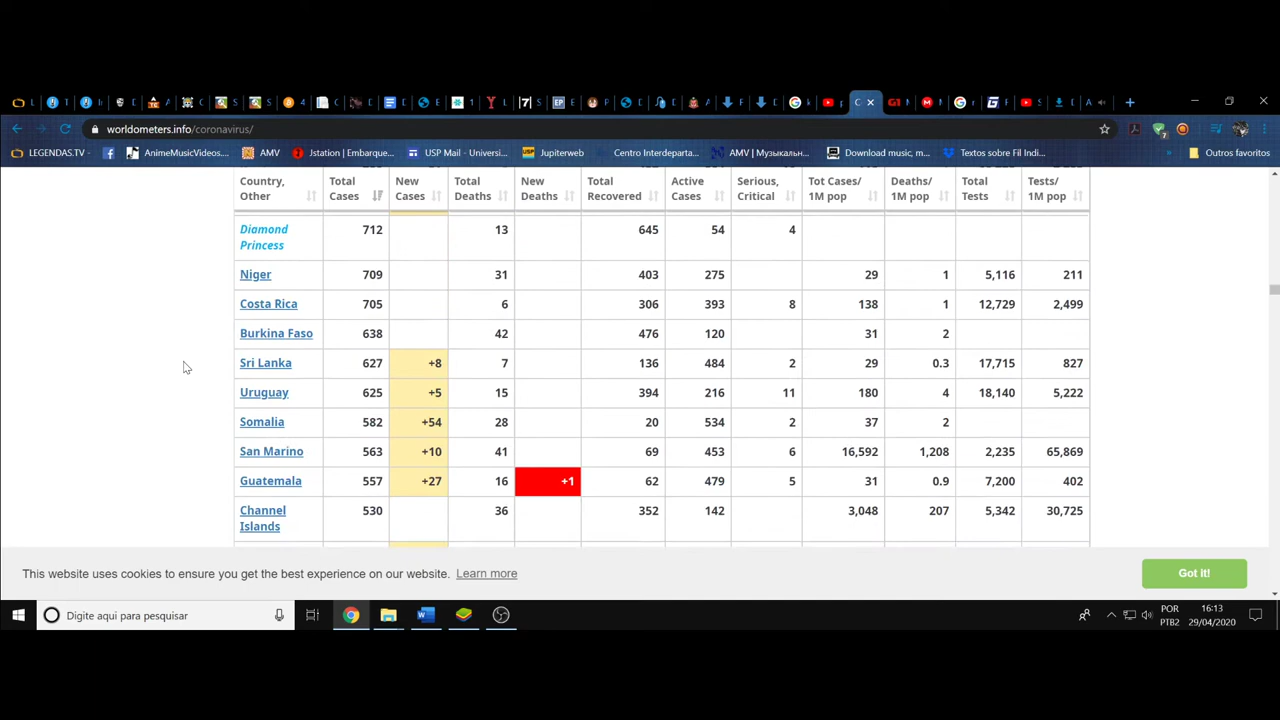 worldometers.info/coronavirus/
LEGENDAS.TV - AnimeMusicVideos.... AMV Jstation | Embarque... USP Mail - Universi... Jupiterweb Centro Interdeparta... AMV | Музыкальн... Download music, m... Textos sobre Fil Indi... Outros favoritos
Country, Other Total Cases New Cases Total Deaths New Deaths Total Recovered Active Cases Serious, Critical Tot Cases/ 1M pop Deaths/ 1M pop Total Tests Tests/ 1M pop
Diamond Princess 712 13 645 54 4
Niger 709 31 403 275 29 1 5,116 211
Costa Rica 705 6 306 393 8 138 1 12,729 2,499
Burkina Faso 638 42 476 120 31 2
Sri Lanka 627 +8 7 136 484 2 29 0.3 17,715 827
Uruguay 625 +5 15 394 216 11 180 4 18,140 5,222
Somalia 582 +54 28 20 534 2 37 2
San Marino 563 +10 41 69 453 6 16,592 1,208 2,235 65,869
Guatemala 557 +27 16 +1 62 479 5 31 0.9 7,200 402
Channel Islands 530 36 352 142 3,048 207 5,342 30,725
This website uses cookies to ensure you get the best experience on our website. Learn more Got it!
Digite aqui para pesquisar POR 16:13
PTB2 29/04/2020